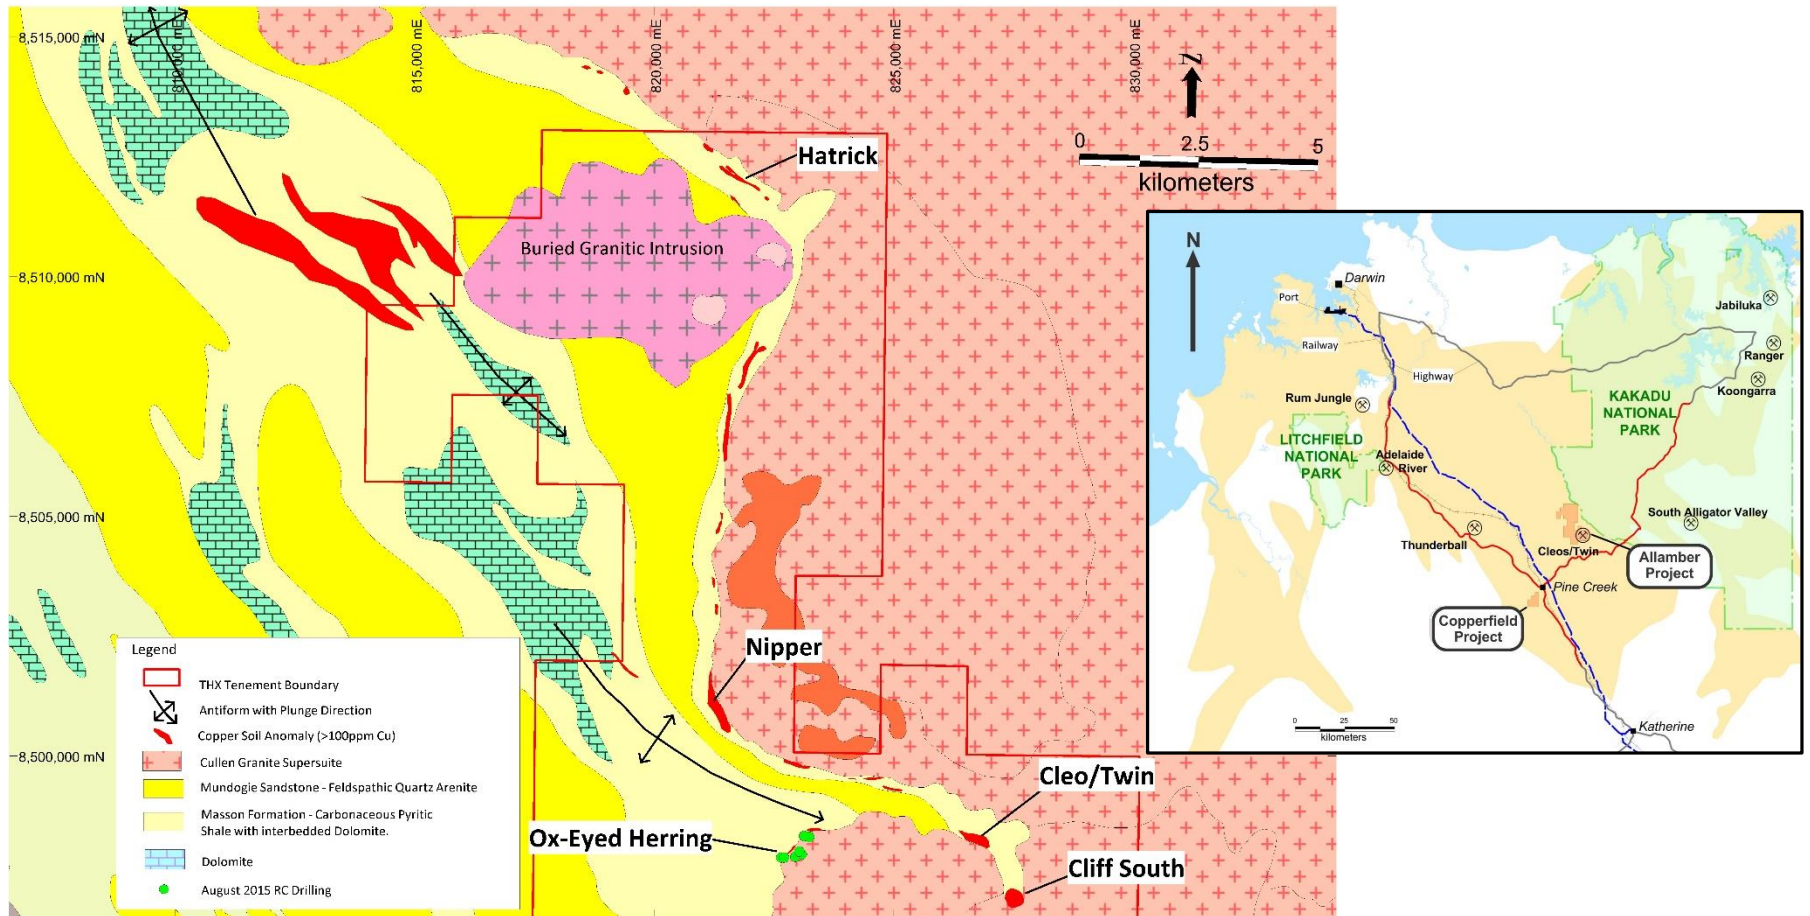 8,515,000 mN
810,000 mE
815,000 mE
820,000 mE
825,000 mE
830,000 mE
N
0 2.5 5
kilometers
Hatrick
Buried Granitic Intrusion
8,510,000 mN
8,505,000 mN
8,500,000 mN
Nipper
Cleo/Twin
Ox-Eyed Herring
Cliff South
Legend
THX Tenement Boundary
Antiform with Plunge Direction
Copper Soil Anomaly (>100ppm Cu)
Cullen Granite Supersuite
Mundogie Sandstone - Feldspathic Quartz Arenite
Masson Formation - Carbonaceous Pyritic
Shale with interbedded Dolomite.
Dolomite
August 2015 RC Drilling
N
Darwin
Port
Railway
Highway
Jabiluka
Ranger
Koongarra
KAKADU
NATIONAL
PARK
Rum Jungle
LITCHFIELD
NATIONAL
PARK
Adelaide
River
South Alligator Valley
Thunderball
Cleos/Twin
Allamber
Project
Pine Creek
Copperfield
Project
Katherine
0 25 50
kilometers